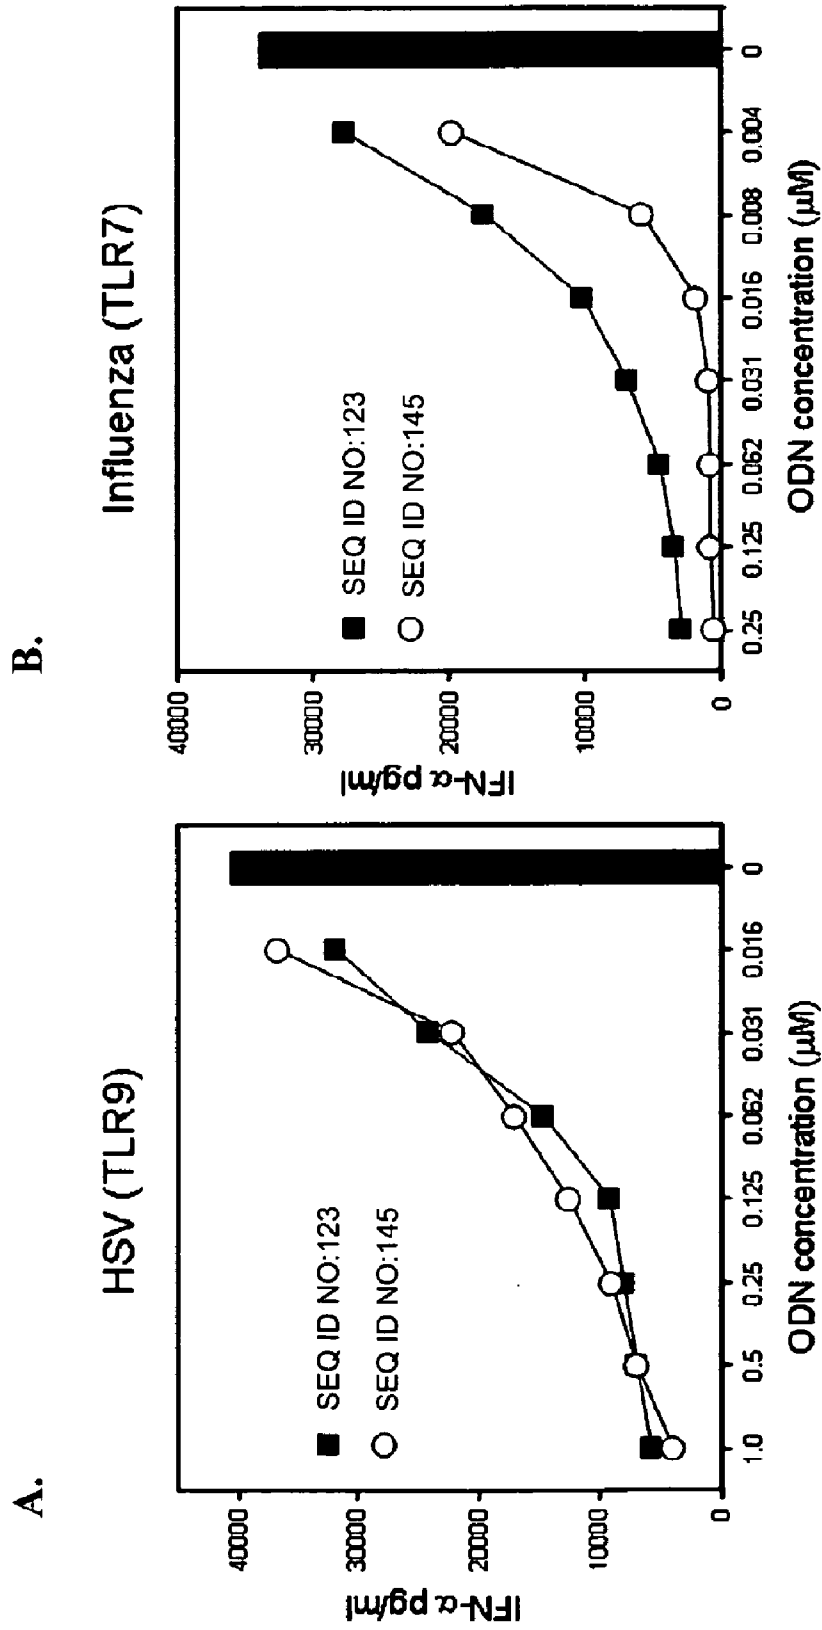 A.
HSV (TLR9)
IFN-α pg/ml
40000
30000
20000
10000
0
SEQ ID NO:123
SEQ ID NO:145
1.0 0.5 0.25 0.125 0.062 0.031 0.016 0
ODN concentration (µM)
B.
Influenza (TLR7)
IFN-α pg/ml
40000
30000
20000
10000
0
SEQ ID NO:123
SEQ ID NO:145
0.25 0.125 0.062 0.031 0.016 0.008 0.004 0
ODN concentration (µM)